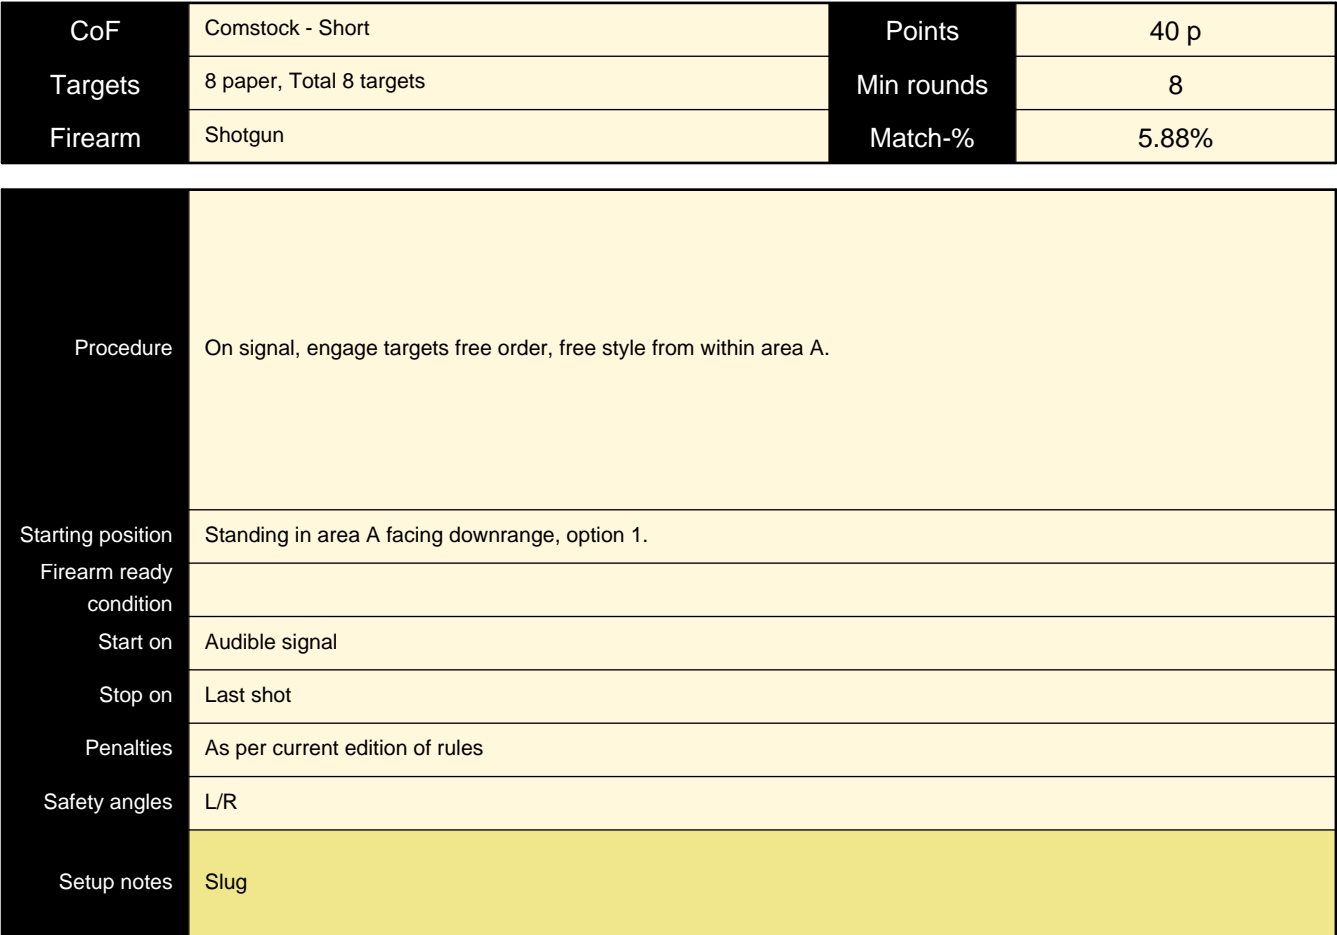 CoF Comstock - Short Points 40 p
Targets 8 paper, Total 8 targets Min rounds 8
Firearm Shotgun Match-% 5.88%
Procedure On signal, engage targets free order, free style from within area A.
Starting position Standing in area A facing downrange, option 1.
Firearm ready
condition
Start on Audible signal
Stop on Last shot
Penalties As per current edition of rules
Safety angles L/R
Setup notes Slug